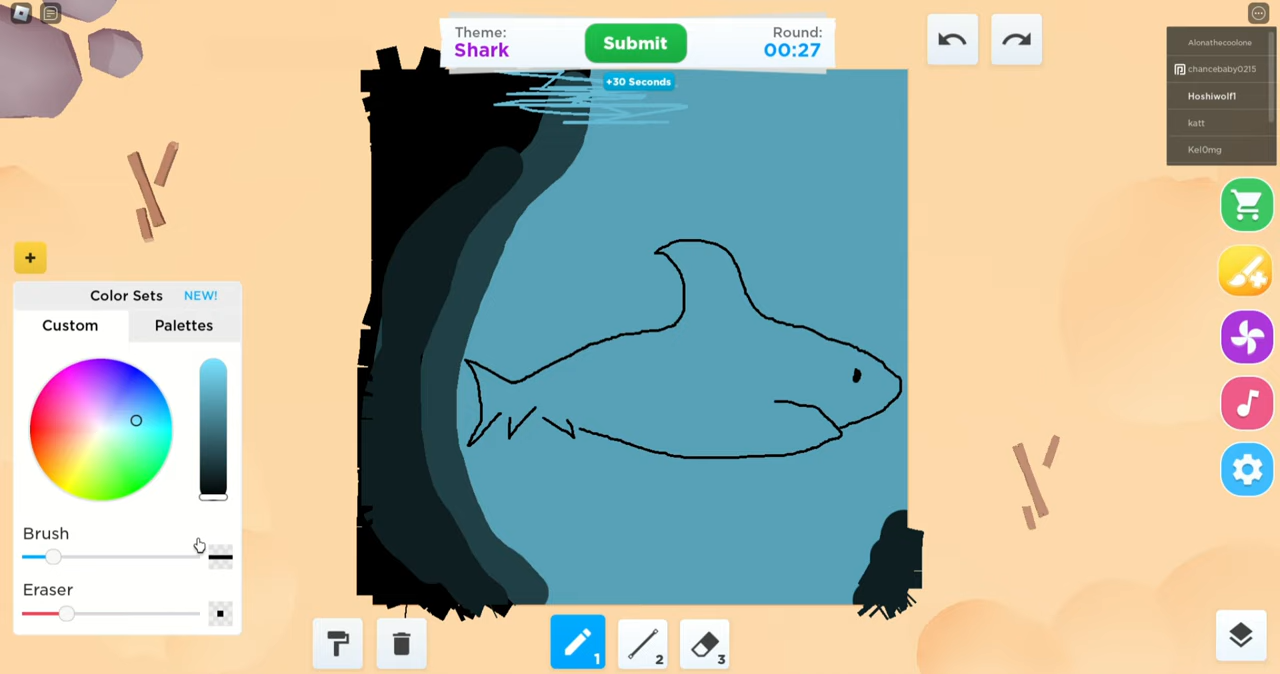 Theme:
Shark
Submit
Round:
00:27
+30 Seconds
Alonathecoolone
chancebaby0215
Hoshiwolf1
katt
Kel0mg
+
Color Sets NEW!
Custom Palettes
Brush
Eraser
1
2
3